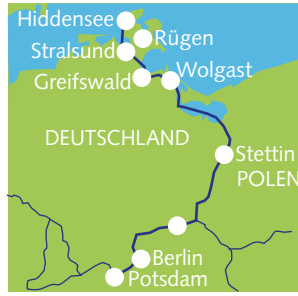 Hiddensee
Rügen
Stralsund
Greifswald
Wolgast
DEUTSCHLAND
Stettin
POLEN
Berlin
Potsdam